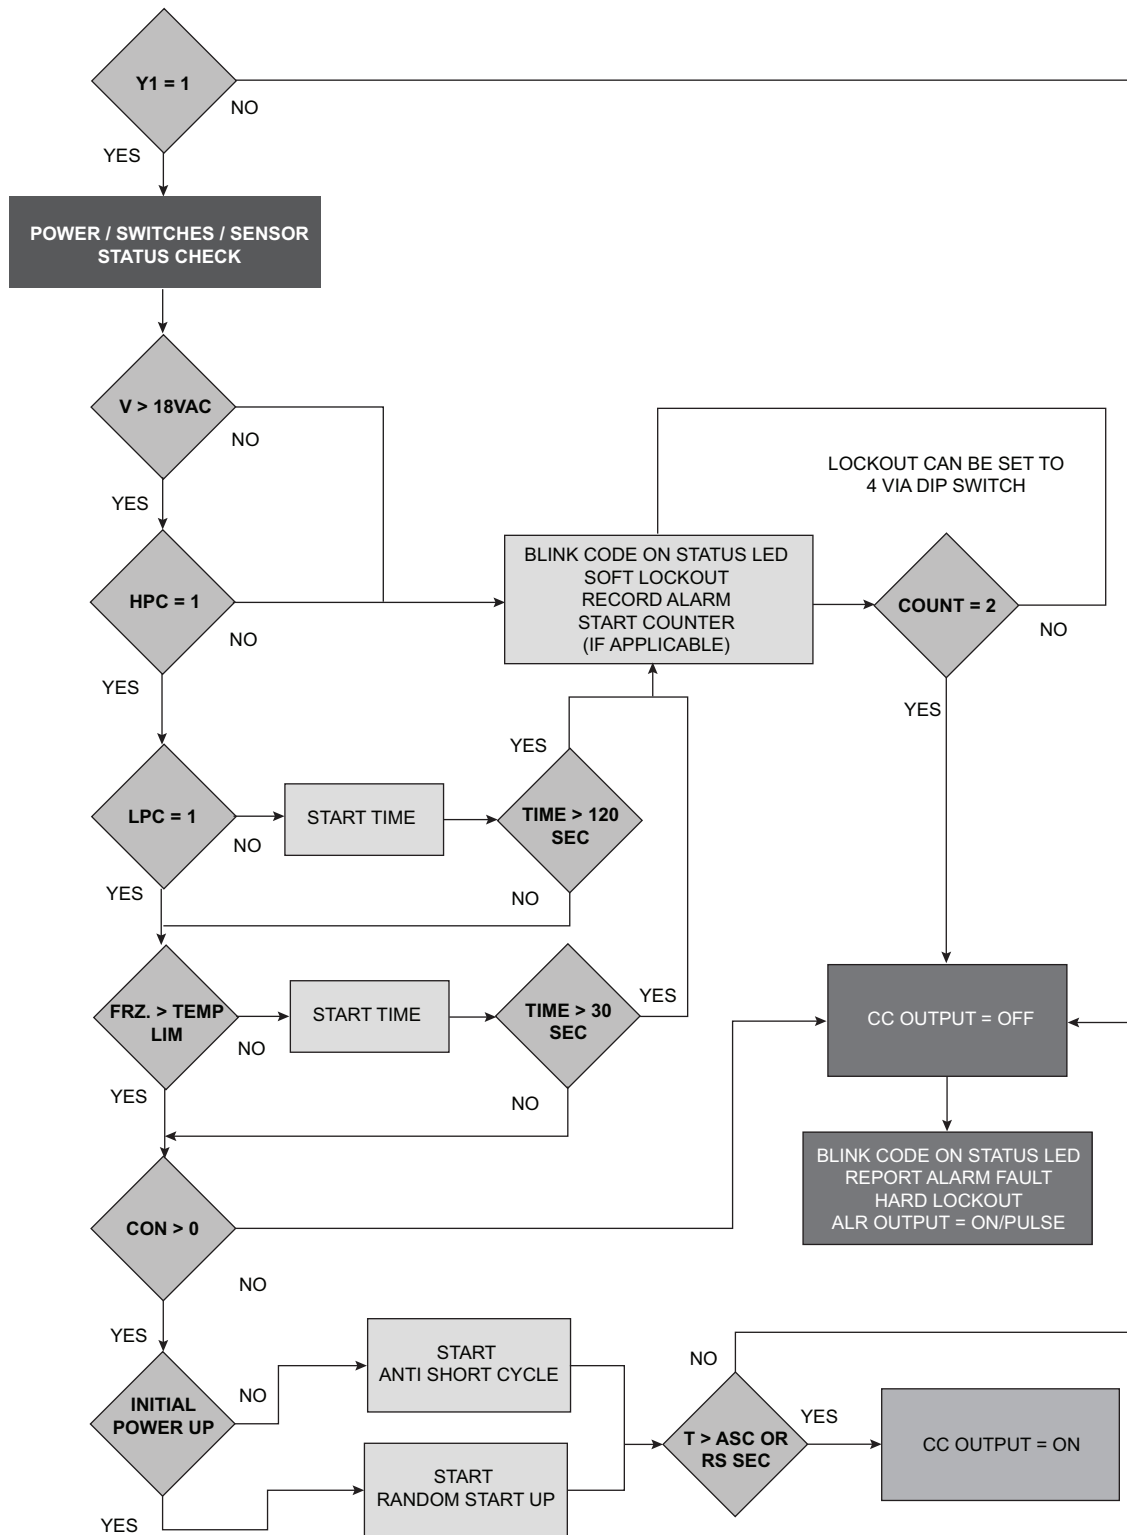 Y1 = 1
NO
YES
POWER / SWITCHES / SENSOR
STATUS CHECK
V > 18VAC
NO
YES
LOCKOUT CAN BE SET TO
4 VIA DIP SWITCH
HPC = 1
NO
YES
BLINK CODE ON STATUS LED
SOFT LOCKOUT
RECORD ALARM
START COUNTER
(IF APPLICABLE)
COUNT = 2
NO
YES
LPC = 1
NO
YES
START TIME
TIME > 120
SEC
YES
NO
FRZ. > TEMP
LIM
NO
YES
START TIME
TIME > 30
SEC
YES
NO
CC OUTPUT = OFF
BLINK CODE ON STATUS LED
REPORT ALARM FAULT
HARD LOCKOUT
ALR OUTPUT = ON/PULSE
CON > 0
NO
YES
INITIAL
POWER UP
NO
YES
START
ANTI SHORT CYCLE
START
RANDOM START UP
NO
T > ASC OR
RS SEC
YES
CC OUTPUT = ON